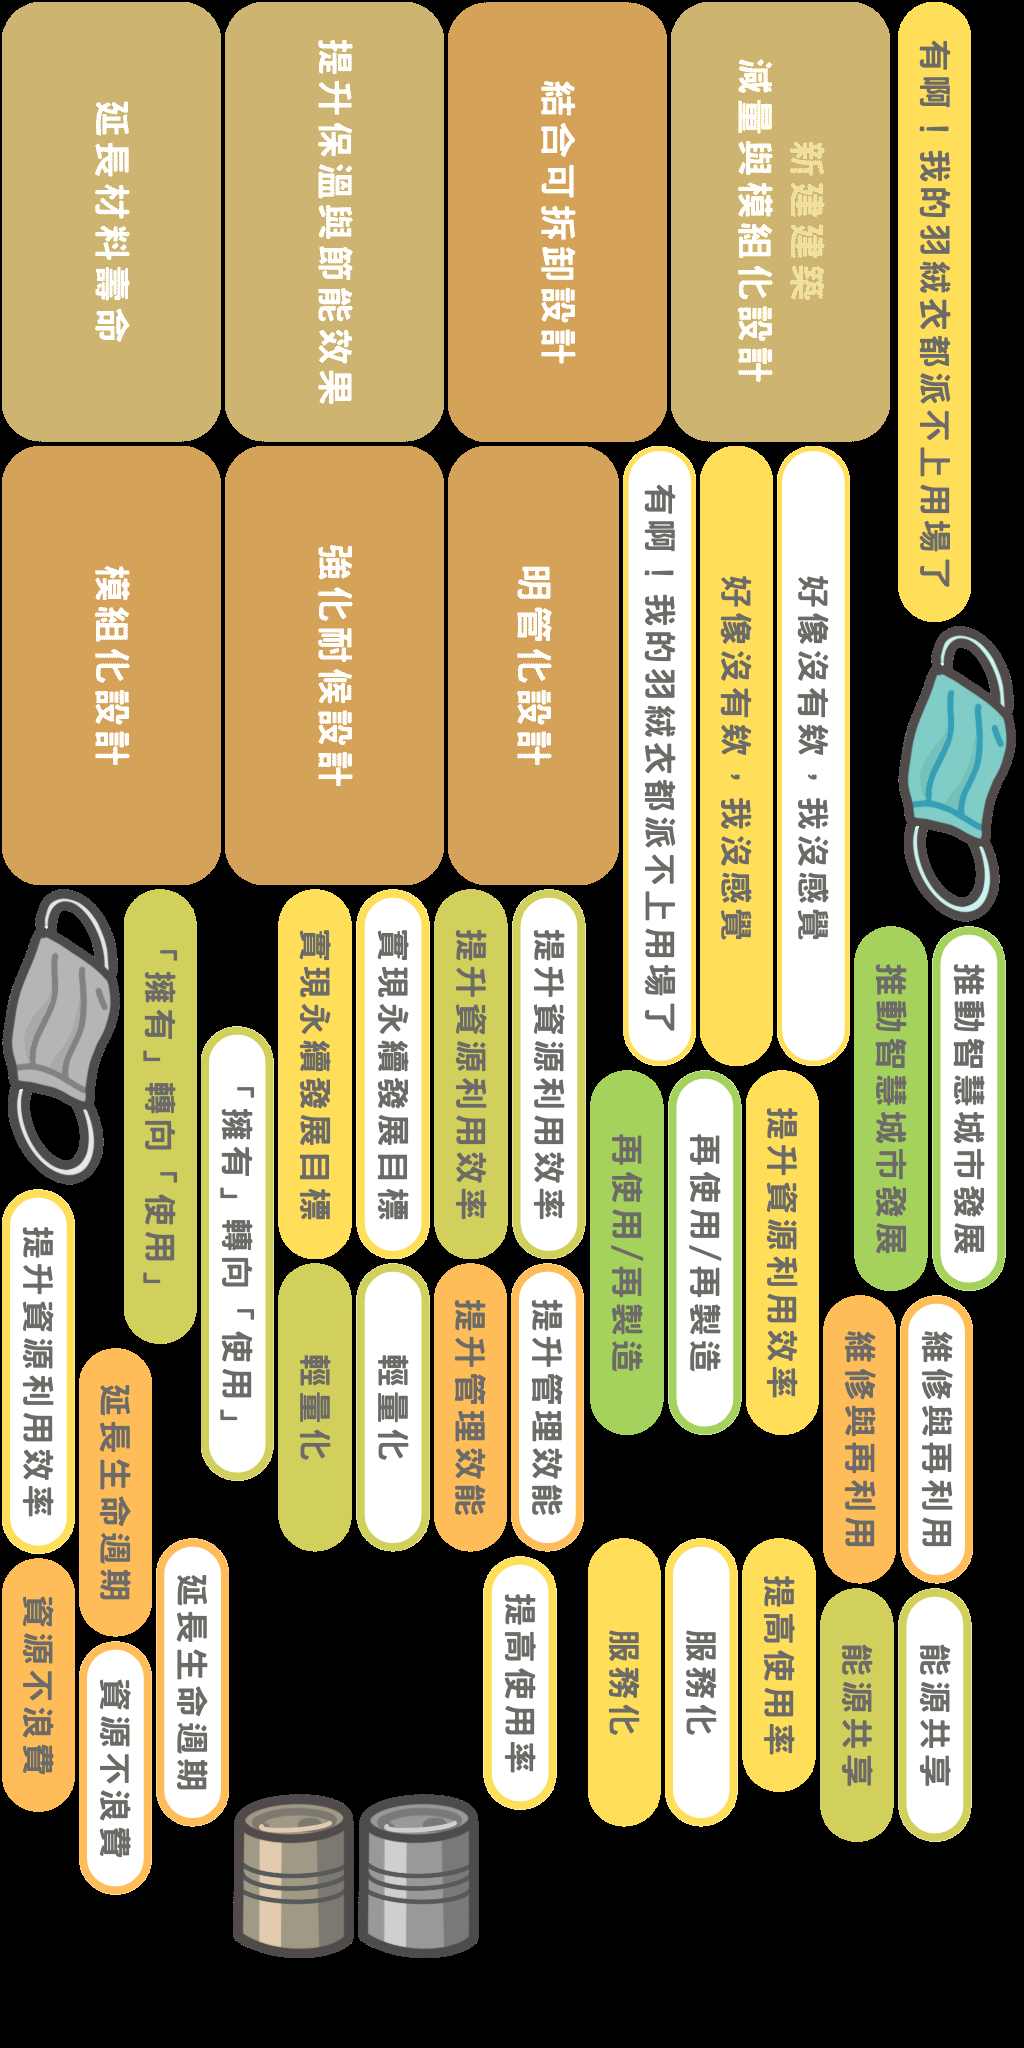 有啊！我的羽絨衣都派不上用場了
新建建築
減量與模組化設計
結合可拆卸設計
提升保溫與節能效果
延長材料壽命
好像沒有欸，我沒感覺
好像沒有欸，我沒感覺
有啊！我的羽絨衣都派不上用場了
明管化設計
強化耐候設計
模組化設計
推動智慧城市發展
推動智慧城市發展
提升資源利用效率
再使用/再製造
再使用/再製造
提升資源利用效率
提升資源利用效率
實現永續發展目標
實現永續發展目標
「擁有」轉向「使用」
「擁有」轉向「使用」
維修與再利用
維修與再利用
提升管理效能
提升管理效能
輕量化
輕量化
提升資源利用效率
延長生命週期
能源共享
能源共享
提高使用率
服務化
服務化
提高使用率
延長生命週期
資源不浪費
資源不浪費